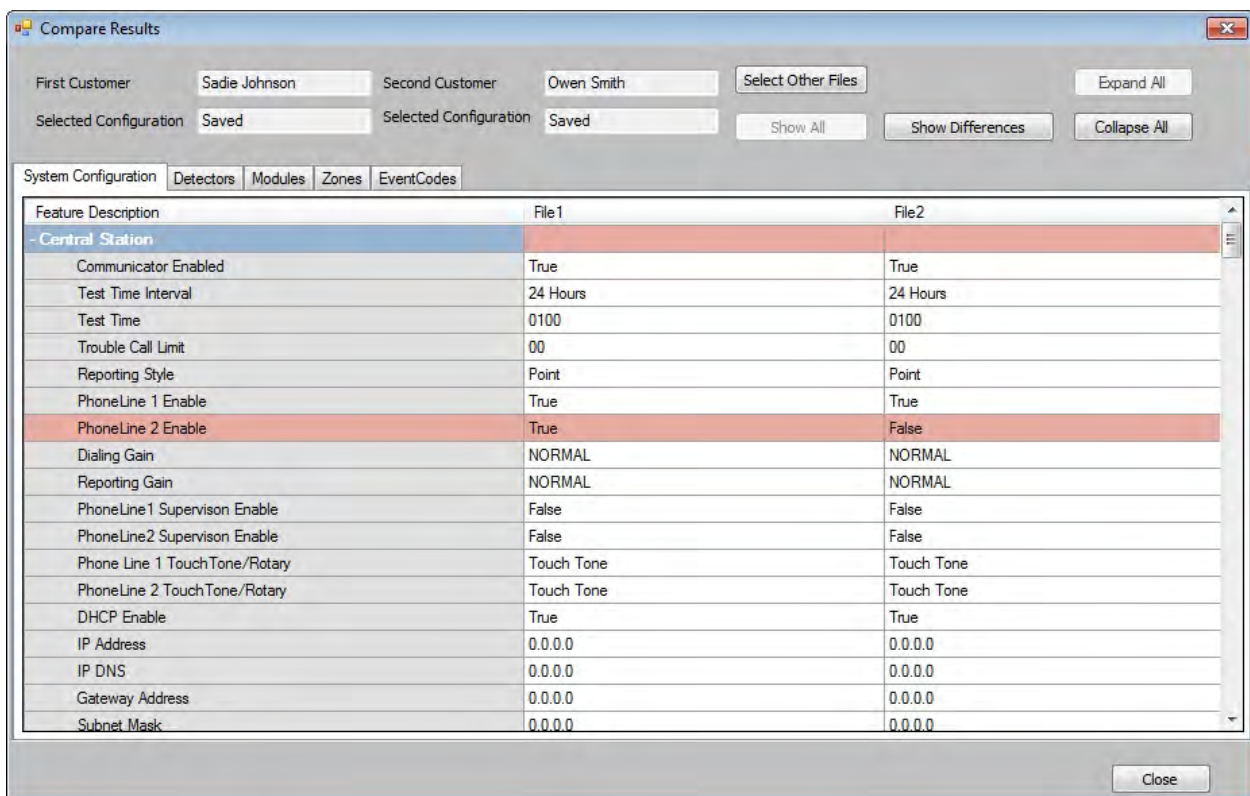 Compare Results
First Customer Sadie Johnson Second Customer Owen Smith Select Other Files Expand All
Selected Configuration Saved Selected Configuration Saved Show All Show Differences Collapse All
System Configuration Detectors Modules Zones EventCodes
Feature Description File1 File2
- Central Station
Communicator Enabled True True
Test Time Interval 24 Hours 24 Hours
Test Time 0100 0100
Trouble Call Limit 00 00
Reporting Style Point Point
PhoneLine 1 Enable True True
PhoneLine 2 Enable True False
Dialing Gain NORMAL NORMAL
Reporting Gain NORMAL NORMAL
PhoneLine1 Supervison Enable False False
PhoneLine2 Supervison Enable False False
Phone Line 1 TouchTone/Rotary Touch Tone Touch Tone
PhoneLine 2 TouchTone/Rotary Touch Tone Touch Tone
DHCP Enable True True
IP Address 0.0.0.0 0.0.0.0
IP DNS 0.0.0.0 0.0.0.0
Gateway Address 0.0.0.0 0.0.0.0
Subnet Mask 0.0.0.0 0.0.0.0
Close